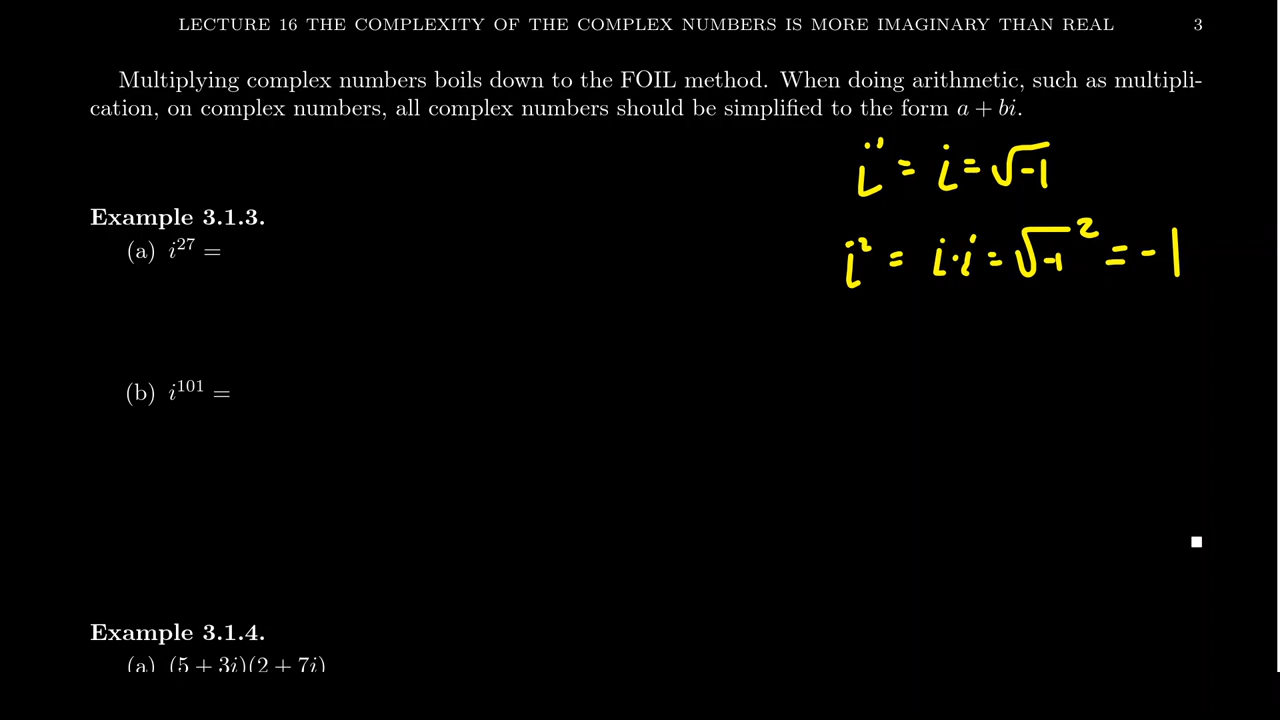 LECTURE 16 THE COMPLEXITY OF THE COMPLEX NUMBERS IS MORE IMAGINARY THAN REAL 3
Multiplying complex numbers boils down to the FOIL method. When doing arithmetic, such as multipli-
cation, on complex numbers, all complex numbers should be simplified to the form a + bi.
i¹ = i = √-1
Example 3.1.3.
(a) i²⁷ =
i² = i·i = √-1² = -1
(b) i¹⁰¹ =
Example 3.1.4.
(a) (5 + 3i)(2 + 7i)